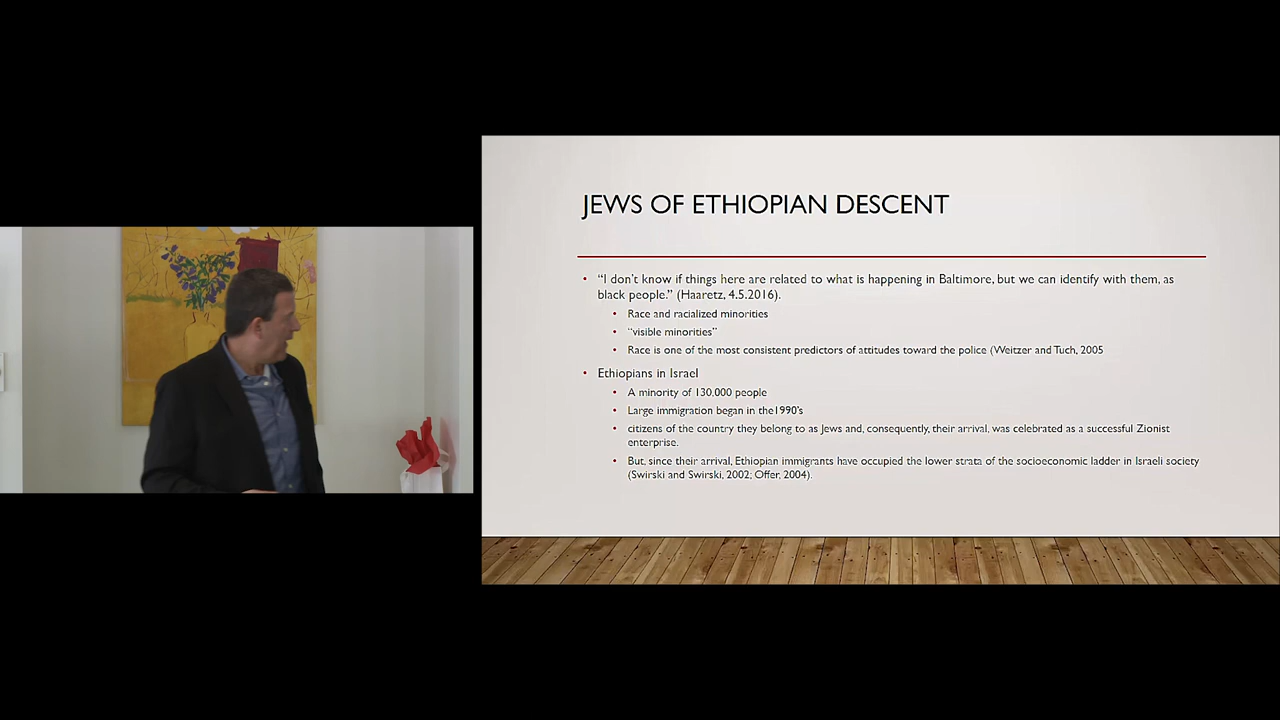 JEWS OF ETHIOPIAN DESCENT
• "I don't know if things here are related to what is happening in Baltimore, but we can identify with them, as
black people." (Haaretz, 4.5.2016).
• Race and racialized minorities
• "visible minorities"
• Race is one of the most consistent predictors of attitudes toward the police (Weitzer and Tuch, 2005
• Ethiopians in Israel
• A minority of 130,000 people
• Large immigration began in the1990's
• citizens of the country they belong to as Jews and, consequently, their arrival, was celebrated as a successful Zionist
enterprise.
• But, since their arrival, Ethiopian immigrants have occupied the lower strata of the socioeconomic ladder in Israeli society
(Swirski and Swirski, 2002; Offer, 2004).